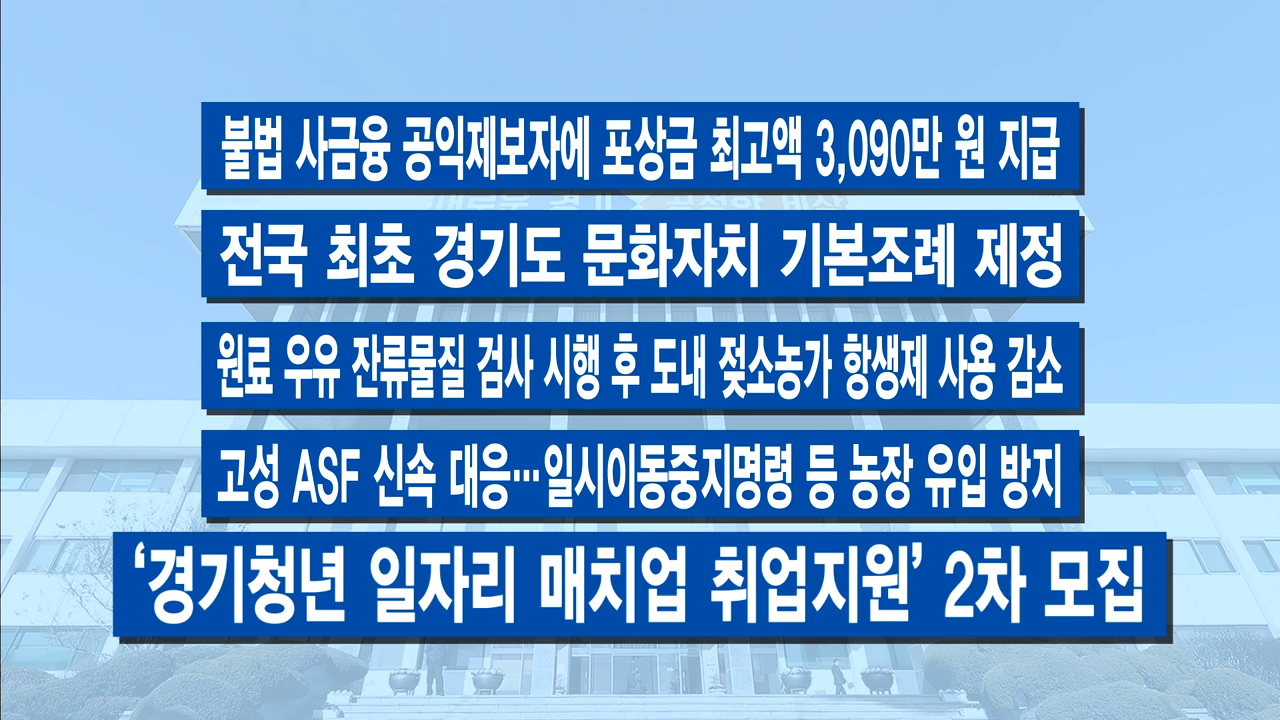 불법 사금융 공익제보자에 포상금 최고액 3,090만 원 지급
전국 최초 경기도 문화자치 기본조례 제정
원료 우유 잔류물질 검사 시행 후 도내 젖소농가 항생제 사용 감소
고성 ASF 신속 대응…일시이동중지명령 등 농장 유입 방지
‘경기청년 일자리 매치업 취업지원’ 2차 모집